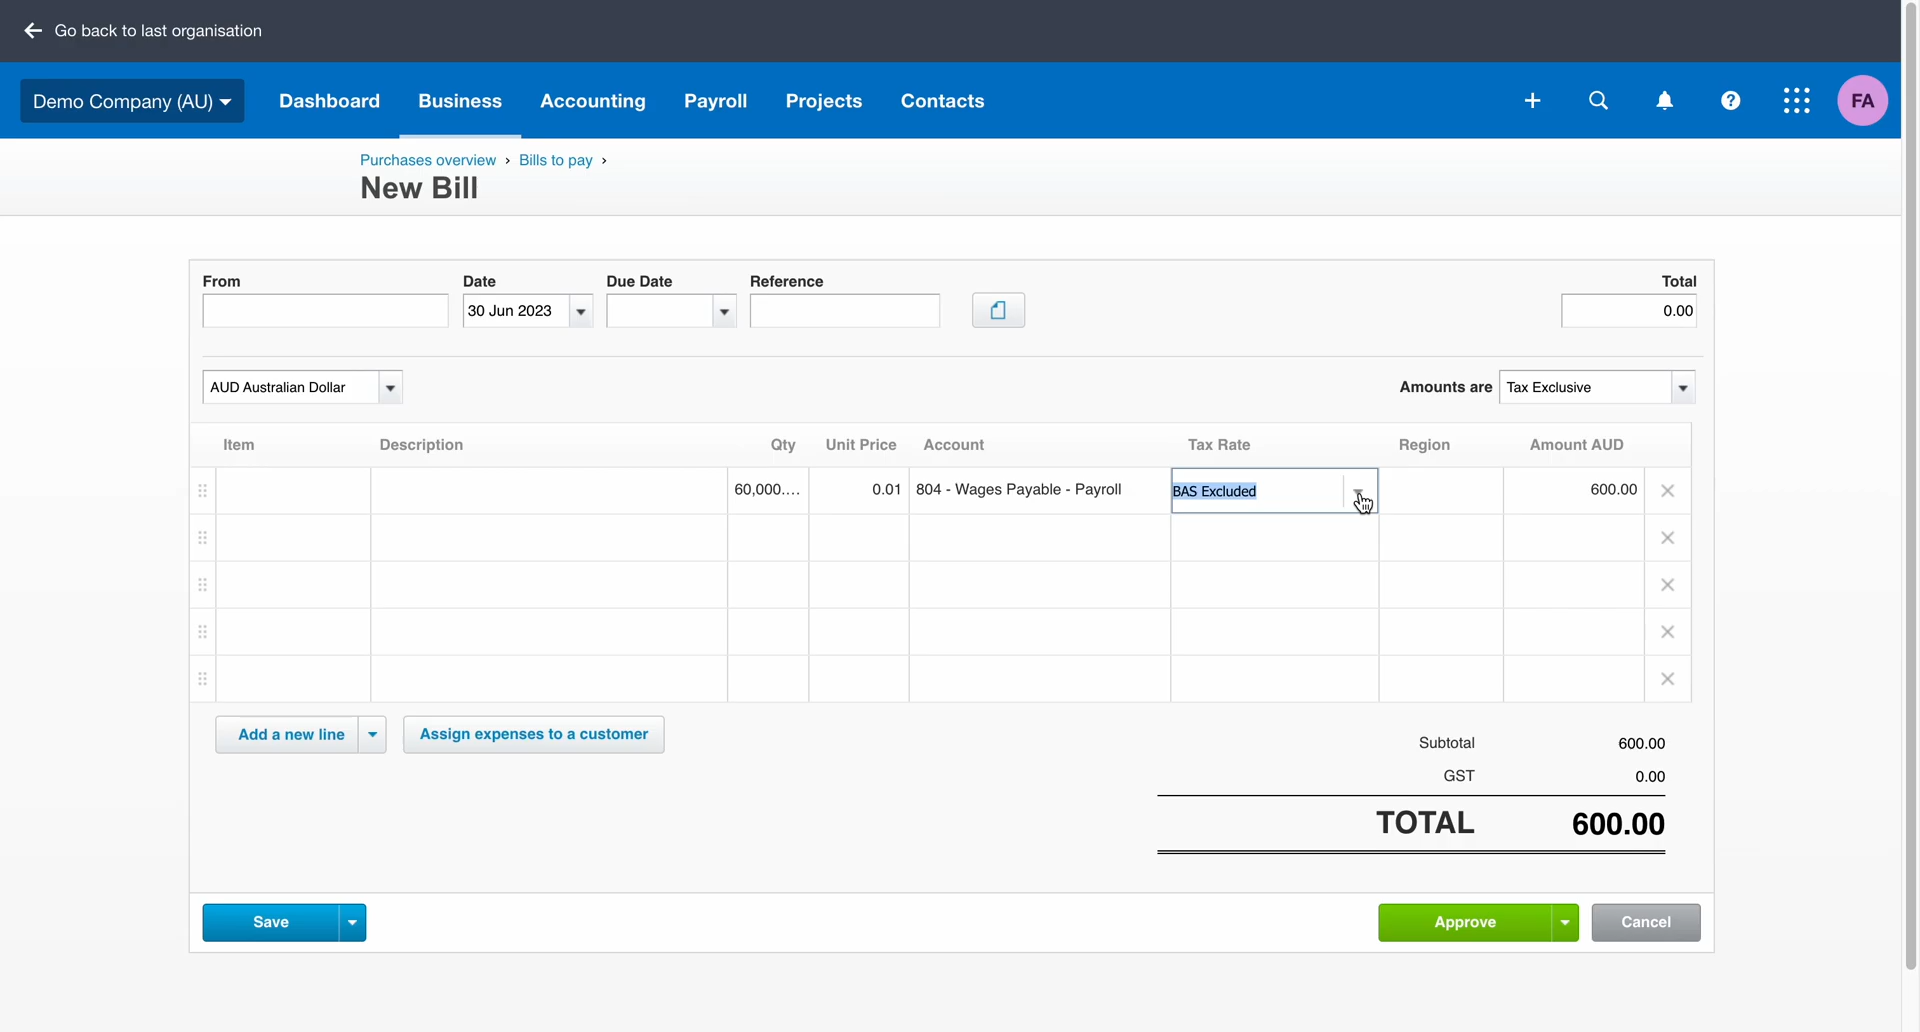 Go back to last organisation
Demo Company (AU) Dashboard Business Accounting Payroll Projects Contacts FA
Purchases overview › Bills to pay ›
New Bill
From Date Due Date Reference Total
30 Jun 2023 0.00
AUD Australian Dollar Amounts are Tax Exclusive
Item Description Qty Unit Price Account Tax Rate Region Amount AUD
60,000.... 0.01 804 - Wages Payable - Payroll BAS Excluded 600.00
Add a new line Assign expenses to a customer
Subtotal 600.00
GST 0.00
TOTAL 600.00
Save Approve Cancel